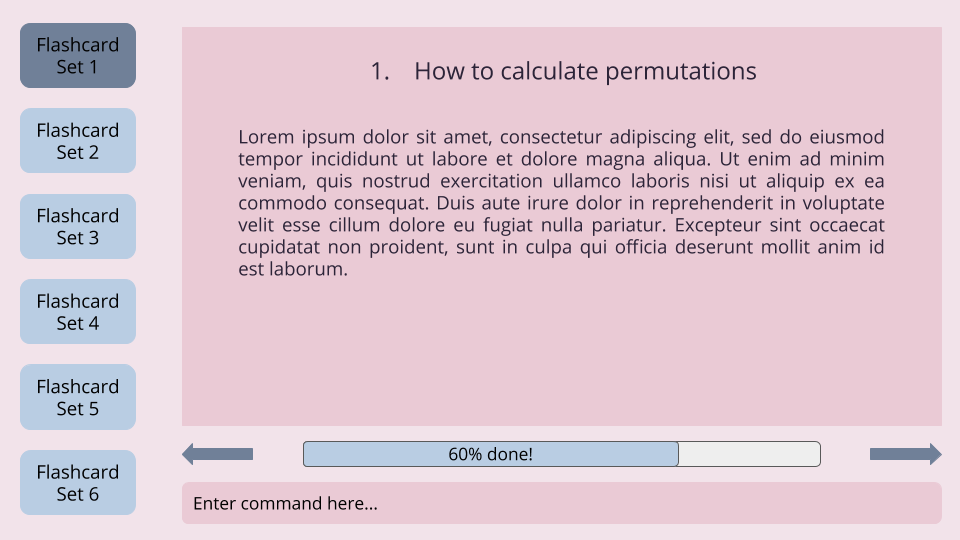 Flashcard
Set 1
Flashcard
Set 2
Flashcard
Set 3
Flashcard
Set 4
Flashcard
Set 5
Flashcard
Set 6
1. How to calculate permutations
Lorem ipsum dolor sit amet, consectetur adipiscing elit, sed do eiusmod
tempor incididunt ut labore et dolore magna aliqua. Ut enim ad minim
veniam, quis nostrud exercitation ullamco laboris nisi ut aliquip ex ea
commodo consequat. Duis aute irure dolor in reprehenderit in voluptate
velit esse cillum dolore eu fugiat nulla pariatur. Excepteur sint occaecat
cupidatat non proident, sunt in culpa qui officia deserunt mollit anim id
est laborum.
60% done!
Enter command here...